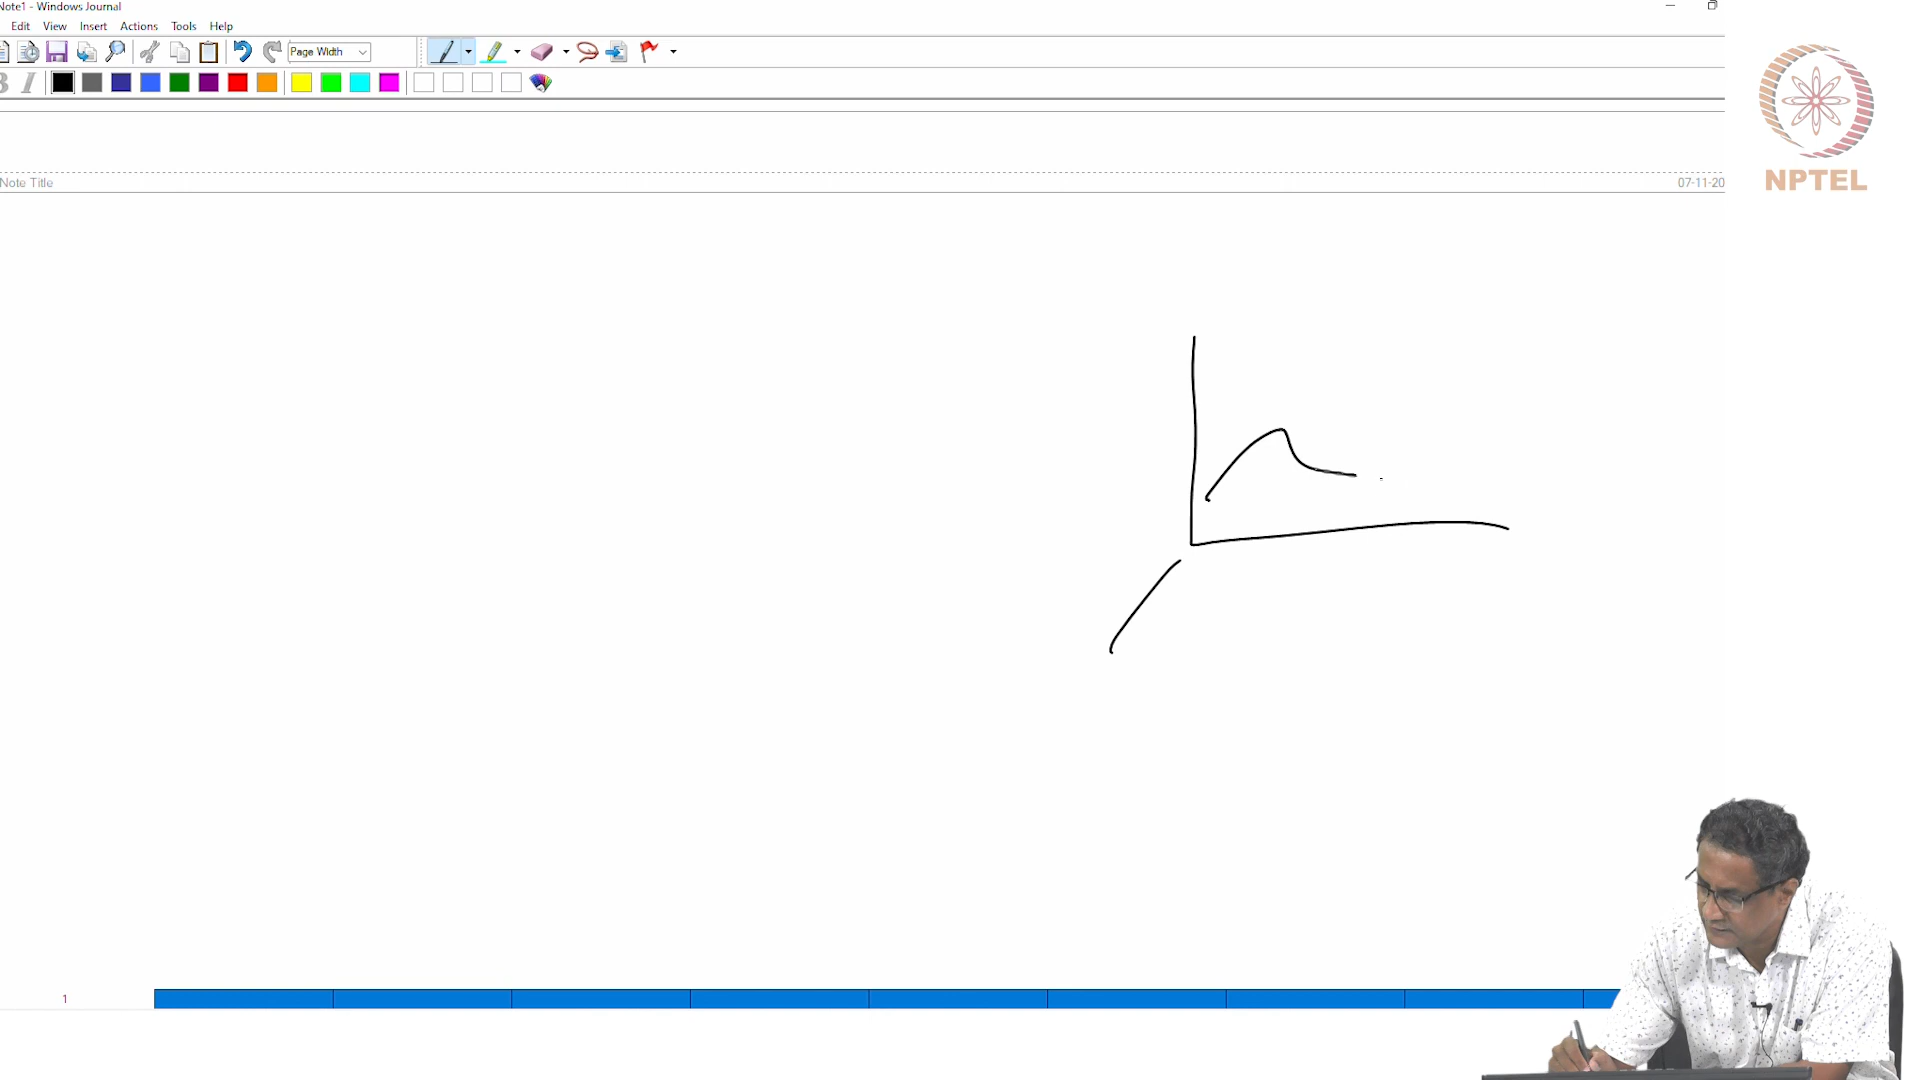 Note1 - Windows Journal
Edit View Insert Actions Tools Help
Page Width
B I
NPTEL
Note Title
07-11-20
1